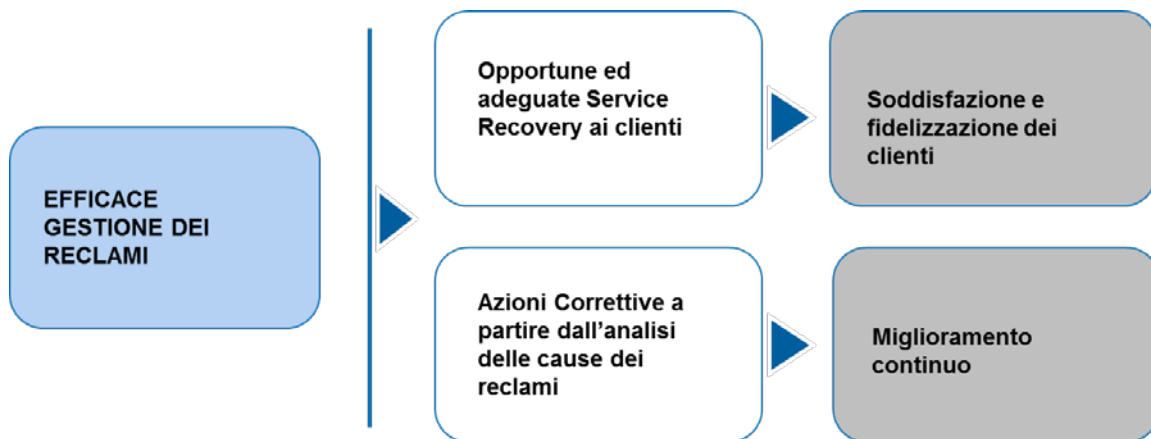 EFFICACE
GESTIONE DEI
RECLAMI
Opportune ed
adeguate Service
Recovery ai clienti
Soddisfazione e
fidelizzazione dei
clienti
Azioni Correttive a
partire dall’analisi
delle cause dei
reclami
Miglioramento
continuo